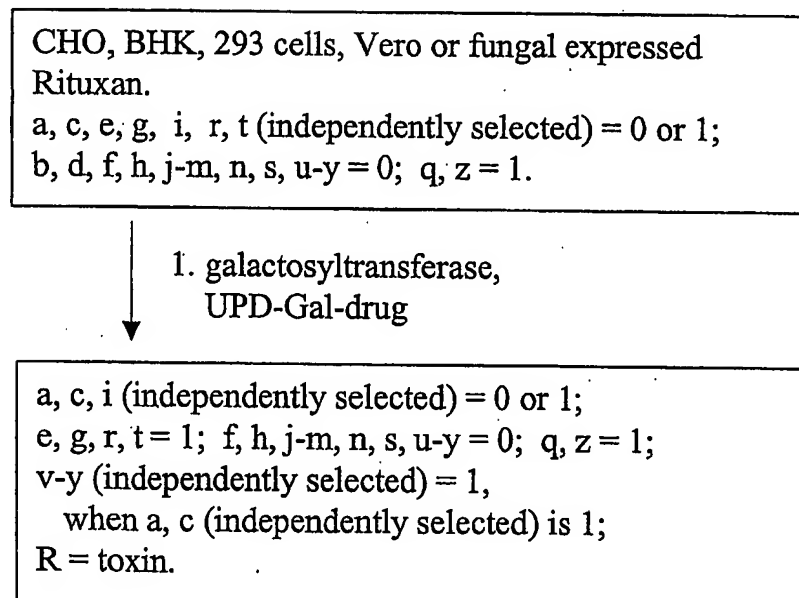 CHO, BHK, 293 cells, Vero or fungal expressed
Rituxan.
a, c, e, g, i, r, t (independently selected) = 0 or 1;
b, d, f, h, j-m, n, s, u-y = 0; q, z = 1.
1. galactosyltransferase,
UPD-Gal-drug
a, c, i (independently selected) = 0 or 1;
e, g, r, t = 1; f, h, j-m, n, s, u-y = 0; q, z = 1;
v-y (independently selected) = 1,
when a, c (independently selected) is 1;
R = toxin.